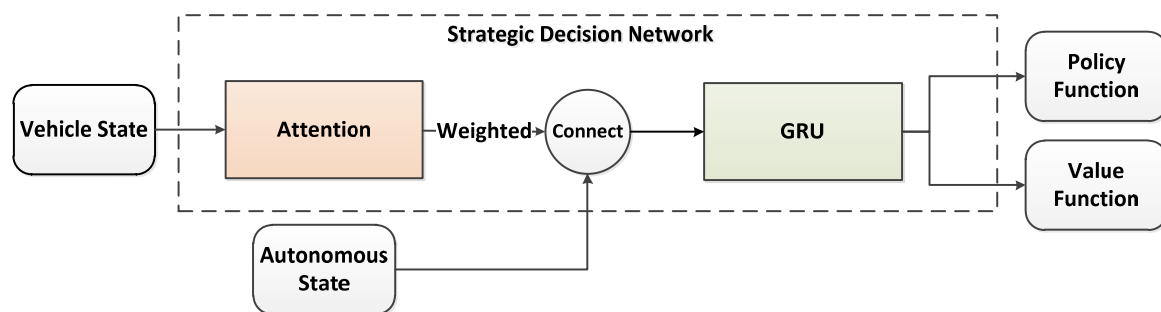 Strategic Decision Network
Vehicle State
Attention
Weighted
Connect
GRU
Policy
Function
Value
Function
Autonomous
State